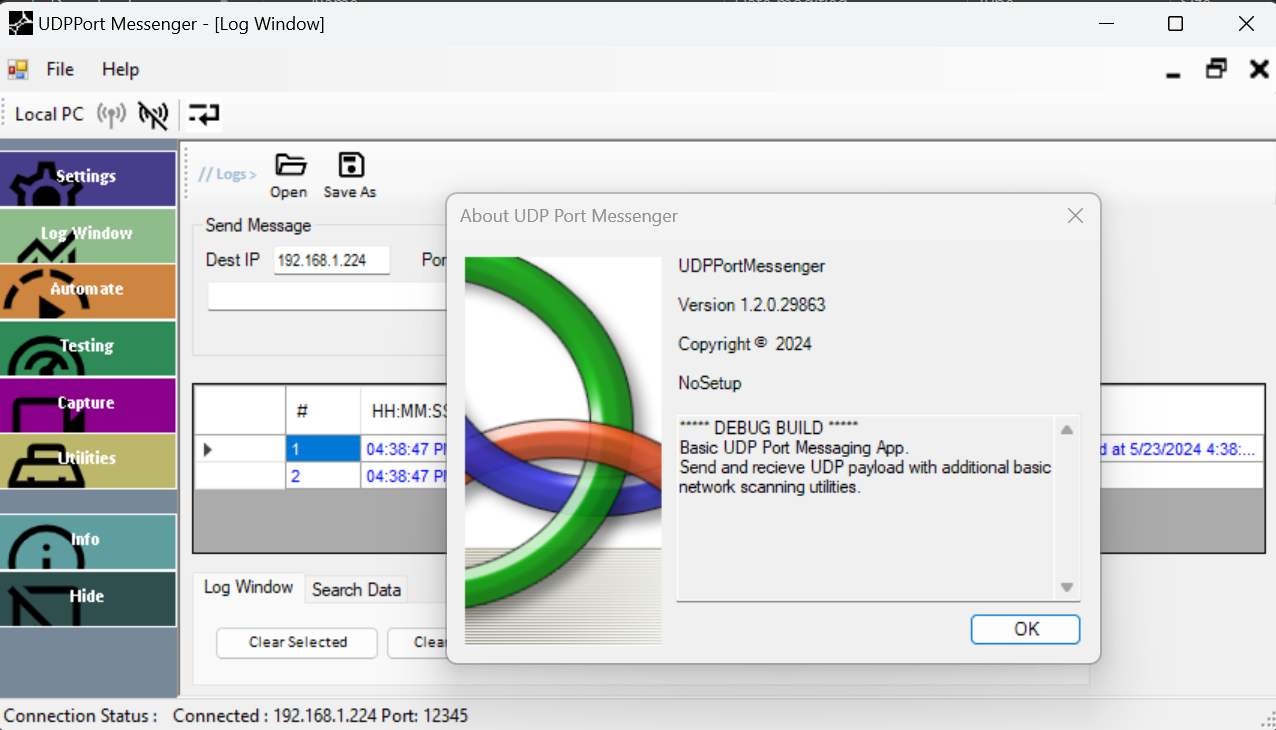 UDPPort Messenger - [Log Window]
File Help
Local PC
Settings
Log Window
Automate
Testing
Capture
Utilities
Info
Hide
// Logs >
Open
Save As
Send Message
Dest IP 192.168.1.224
# HH:MM:SS
1 04:38:47 at 5/23/2024 4:38:...
2 04:38:47
Log Window Search Data
Clear Selected
About UDP Port Messenger
UDPPortMessenger
Version 1.2.0.29863
Copyright © 2024
NoSetup
***** DEBUG BUILD *****
Basic UDP Port Messaging App.
Send and recieve UDP payload with additional basic
network scanning utilities.
OK
Connection Status : Connected : 192.168.1.224 Port: 12345